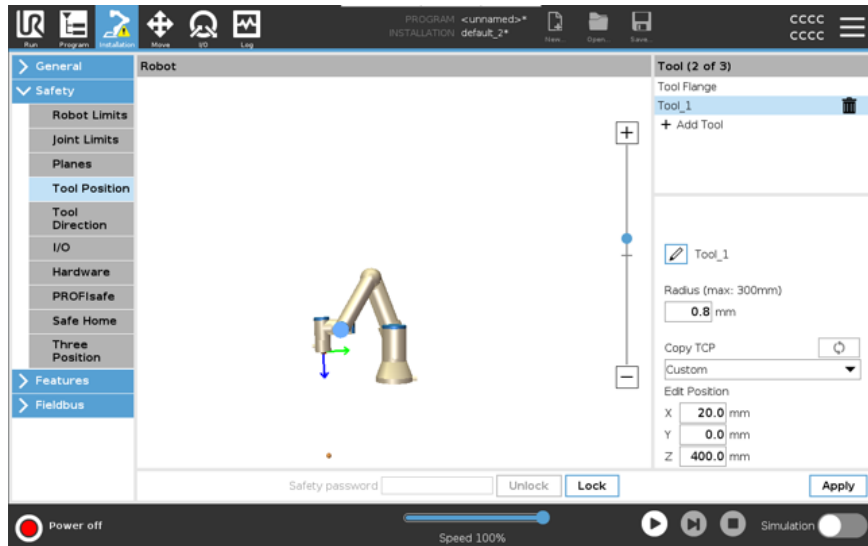 UR
PROGRAM <unnamed>*
INSTALLATION default_2*
Run Program Installation Move I/O Log
New... Open... Save...
cccc
cccc
General
Safety
Robot Limits
Joint Limits
Planes
Tool Position
Tool
Direction
I/O
Hardware
PROFIsafe
Safe Home
Three
Position
Features
Fieldbus
Robot
Tool (2 of 3)
Tool Flange
Tool_1
+ Add Tool
Tool_1
Radius (max: 300mm)
0.8 mm
Copy TCP
Custom
Edit Position
X 20.0 mm
Y 0.0 mm
Z 400.0 mm
Safety password Unlock Lock Apply
Power off
Speed 100%
Simulation